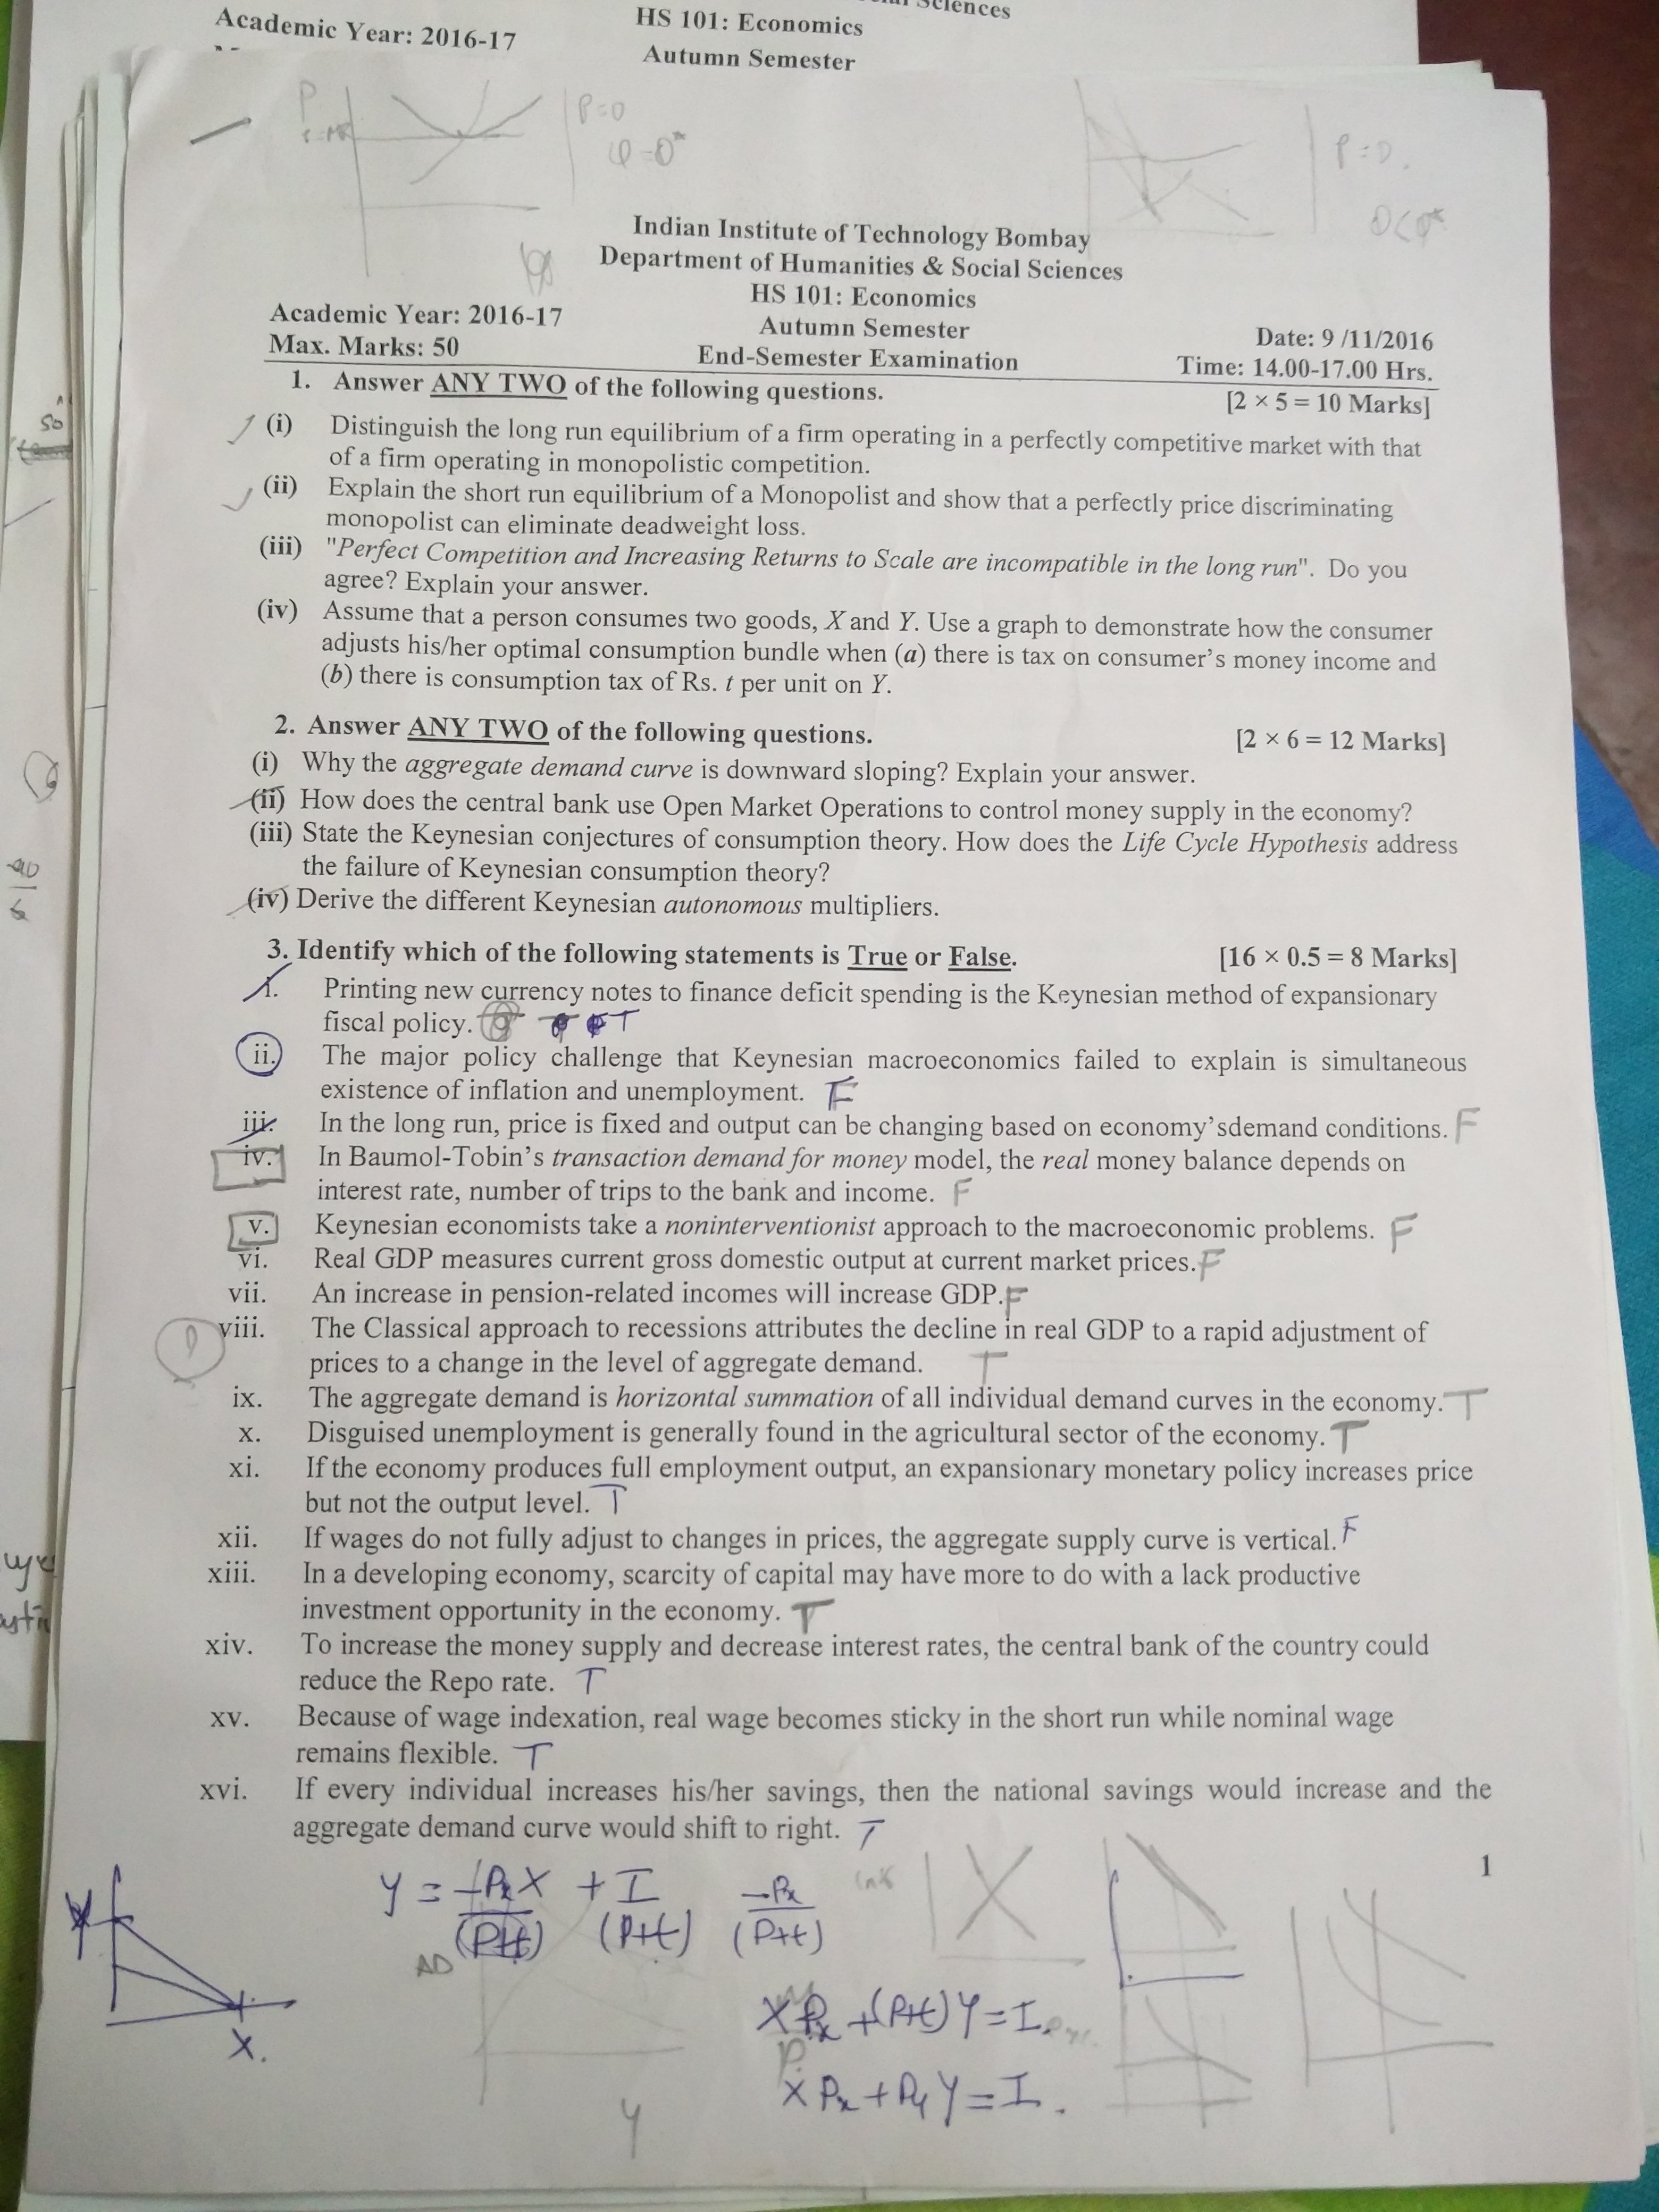 Sciences
Academic Year: 2016-17
HS 101: Economics
Autumn Semester
P
P=D
P=D.
Indian Institute of Technology Bombay
Department of Humanities & Social Sciences
HS 101: Economics
Academic Year: 2016-17
Autumn Semester
Date: 9 /11/2016
Max. Marks: 50
End-Semester Examination
Time: 14.00-17.00 Hrs.
1. Answer ANY TWO of the following questions.
[2 × 5 = 10 Marks]
(i) Distinguish the long run equilibrium of a firm operating in a perfectly competitive market with that
of a firm operating in monopolistic competition.
(ii) Explain the short run equilibrium of a Monopolist and show that a perfectly price discriminating
monopolist can eliminate deadweight loss.
(iii) "Perfect Competition and Increasing Returns to Scale are incompatible in the long run". Do you
agree? Explain your answer.
(iv) Assume that a person consumes two goods, X and Y. Use a graph to demonstrate how the consumer
adjusts his/her optimal consumption bundle when (a) there is tax on consumer's money income and
(b) there is consumption tax of Rs. t per unit on Y.
2. Answer ANY TWO of the following questions. [2 × 6 = 12 Marks]
(i) Why the aggregate demand curve is downward sloping? Explain your answer.
(ii) How does the central bank use Open Market Operations to control money supply in the economy?
(iii) State the Keynesian conjectures of consumption theory. How does the Life Cycle Hypothesis address
the failure of Keynesian consumption theory?
(iv) Derive the different Keynesian autonomous multipliers.
3. Identify which of the following statements is True or False. [16 × 0.5 = 8 Marks]
i. Printing new currency notes to finance deficit spending is the Keynesian method of expansionary
fiscal policy. T
ii. The major policy challenge that Keynesian macroeconomics failed to explain is simultaneous
existence of inflation and unemployment. F
iii. In the long run, price is fixed and output can be changing based on economy'sdemand conditions. F
iv. In Baumol-Tobin's transaction demand for money model, the real money balance depends on
interest rate, number of trips to the bank and income. F
v. Keynesian economists take a noninterventionist approach to the macroeconomic problems. F
vi. Real GDP measures current gross domestic output at current market prices. F
vii. An increase in pension-related incomes will increase GDP. F
viii. The Classical approach to recessions attributes the decline in real GDP to a rapid adjustment of
prices to a change in the level of aggregate demand. T
ix. The aggregate demand is horizontal summation of all individual demand curves in the economy. T
x. Disguised unemployment is generally found in the agricultural sector of the economy. T
xi. If the economy produces full employment output, an expansionary monetary policy increases price
but not the output level. T
xii. If wages do not fully adjust to changes in prices, the aggregate supply curve is vertical. F
xiii. In a developing economy, scarcity of capital may have more to do with a lack productive
investment opportunity in the economy. T
xiv. To increase the money supply and decrease interest rates, the central bank of the country could
reduce the Repo rate. T
xv. Because of wage indexation, real wage becomes sticky in the short run while nominal wage
remains flexible. T
xvi. If every individual increases his/her savings, then the national savings would increase and the
aggregate demand curve would shift to right. T
1
Y = -PxX/(P+t) + I/(P+t) -Px/(P+t)
AD
XPx + (P+t)Y = I.
X.
XPx + PyY = I.
Y